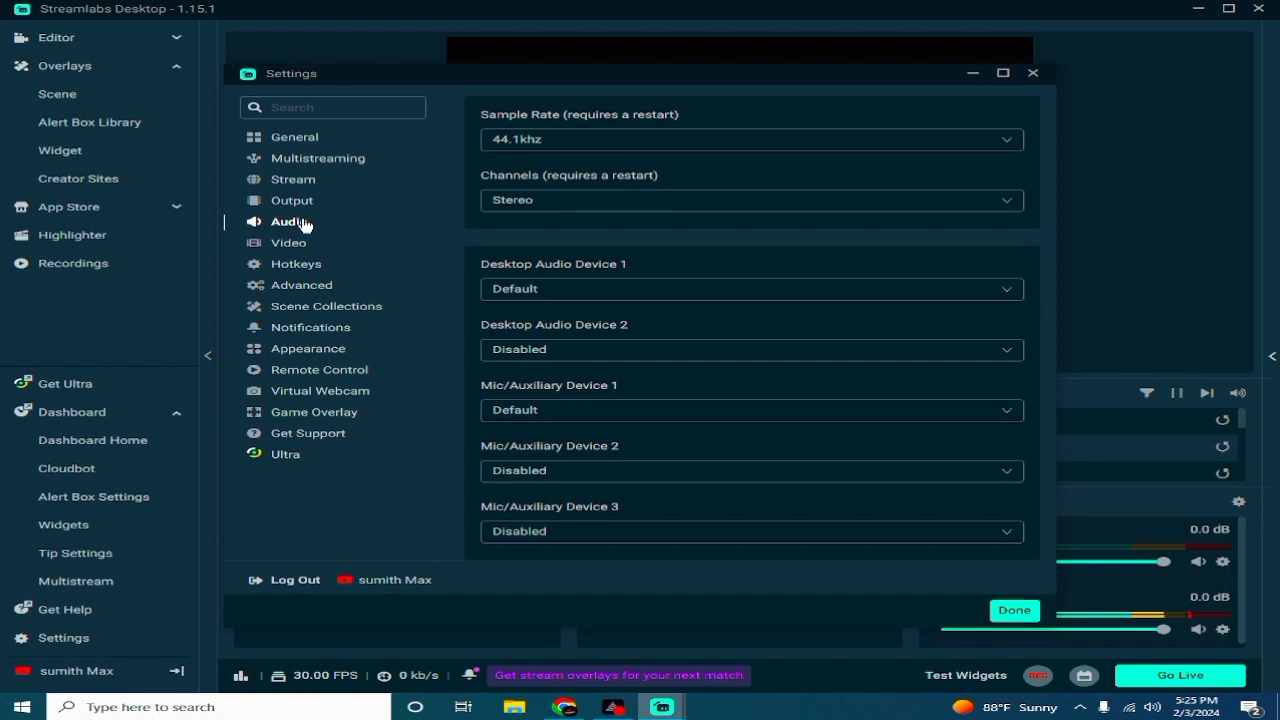 Streamlabs Desktop - 1.15.1
Editor
Overlays
Scene
Alert Box Library
Widget
Creator Sites
App Store
Highlighter
Recordings
Get Ultra
Dashboard
Dashboard Home
Cloudbot
Alert Box Settings
Widgets
Tip Settings
Multistream
Get Help
Settings
sumith Max
Settings
Search
General
Multistreaming
Stream
Output
Audio
Video
Hotkeys
Advanced
Scene Collections
Notifications
Appearance
Remote Control
Virtual Webcam
Game Overlay
Get Support
Ultra
Log Out sumith Max
Sample Rate (requires a restart)
44.1khz
Channels (requires a restart)
Stereo
Desktop Audio Device 1
Default
Desktop Audio Device 2
Disabled
Mic/Auxiliary Device 1
Default
Mic/Auxiliary Device 2
Disabled
Mic/Auxiliary Device 3
Disabled
Done
0.0 dB
0.0 dB
30.00 FPS 0 kb/s Get stream overlays for your next match Test Widgets REC Go Live
Type here to search
88°F Sunny
5:25 PM
2/3/2024
2